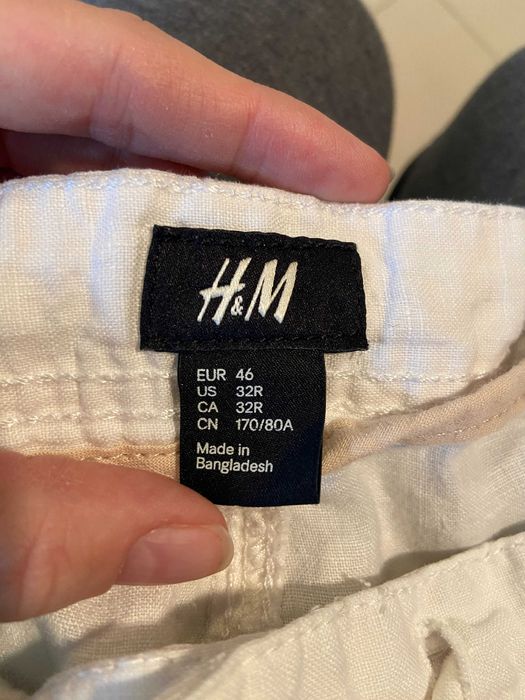 H&M
EUR 46
US 32R
CA 32R
CN 170/80A
Made in
Bangladesh